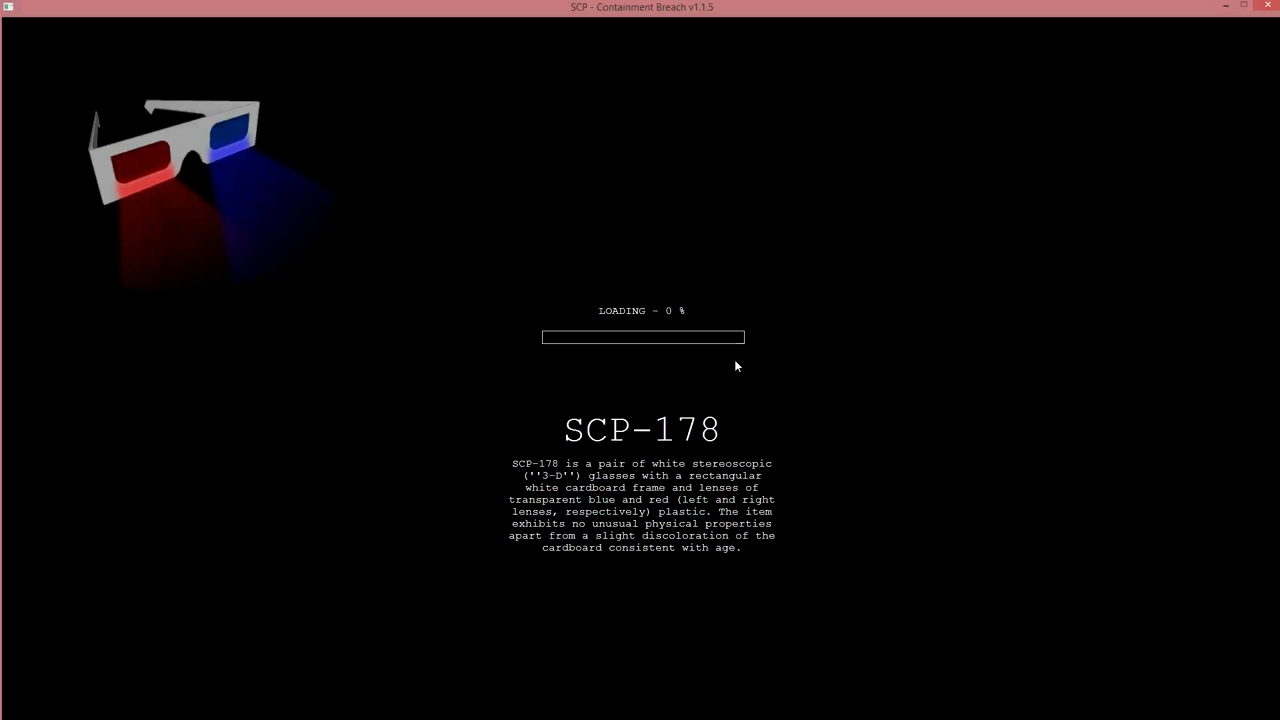 SCP - Containment Breach v1.1.5
LOADING - 0 %
SCP-178
SCP-178 is a pair of white stereoscopic
(''3-D'') glasses with a rectangular
white cardboard frame and lenses of
transparent blue and red (left and right
lenses, respectively) plastic. The item
exhibits no unusual physical properties
apart from a slight discoloration of the
cardboard consistent with age.